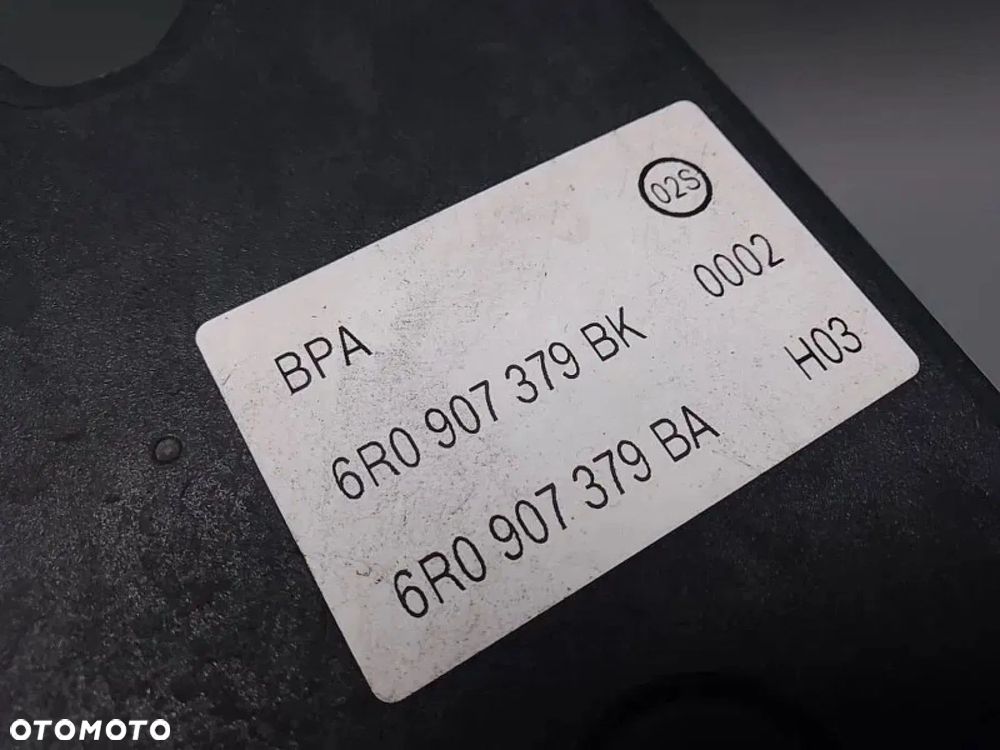 02S
BPA
6R0 907 379 BK 0002
6R0 907 379 BA H03
OTOMOTO